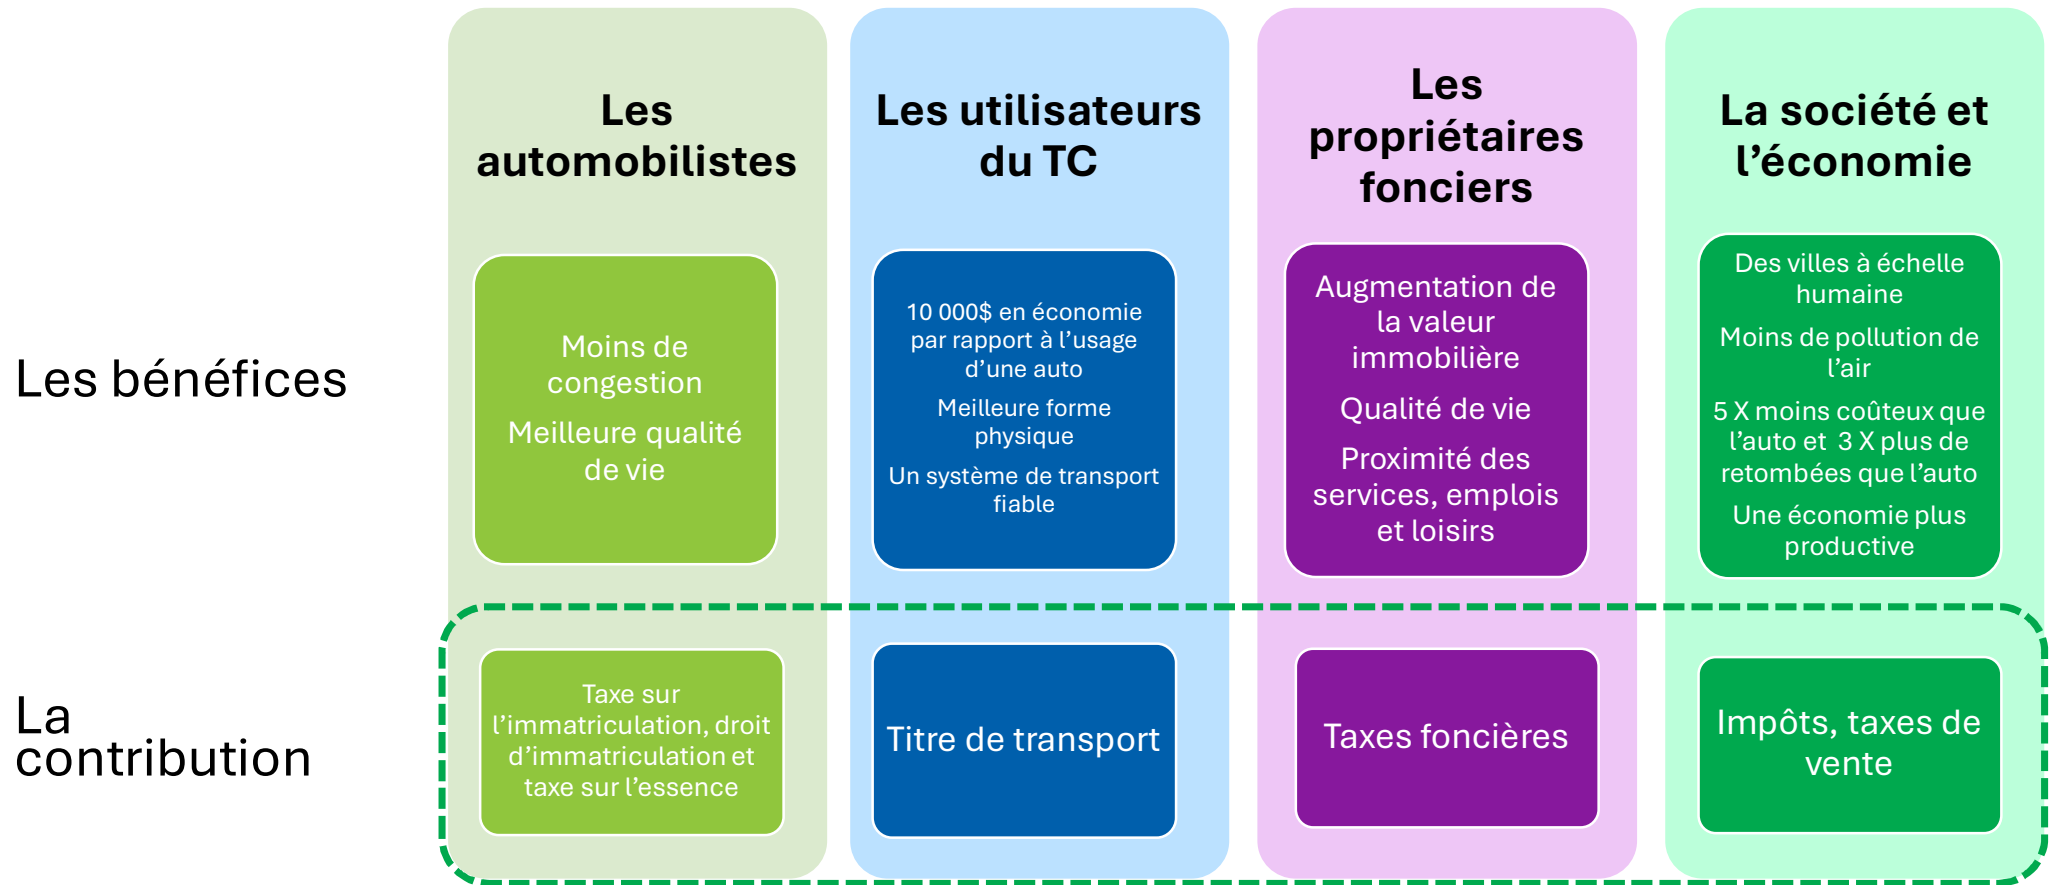 Les
automobilistes
Les utilisateurs
du TC
Les
propriétaires
fonciers
La société et
l’économie
Les bénéfices
Moins de
congestion
Meilleure qualité
de vie
10 000$ en économie
par rapport à l’usage
d’une auto
Meilleure forme
physique
Un système de transport
fiable
Augmentation de
la valeur
immobilière
Qualité de vie
Proximité des
services, emplois
et loisirs
Des villes à échelle
humaine
Moins de pollution de
l’air
5 X moins coûteux que
l’auto et  3 X plus de
retombées que l’auto
Une économie plus
productive
La
contribution
Taxe sur
l’immatriculation, droit
d’immatriculation et
taxe sur l’essence
Titre de transport
Taxes foncières
Impôts, taxes de
vente